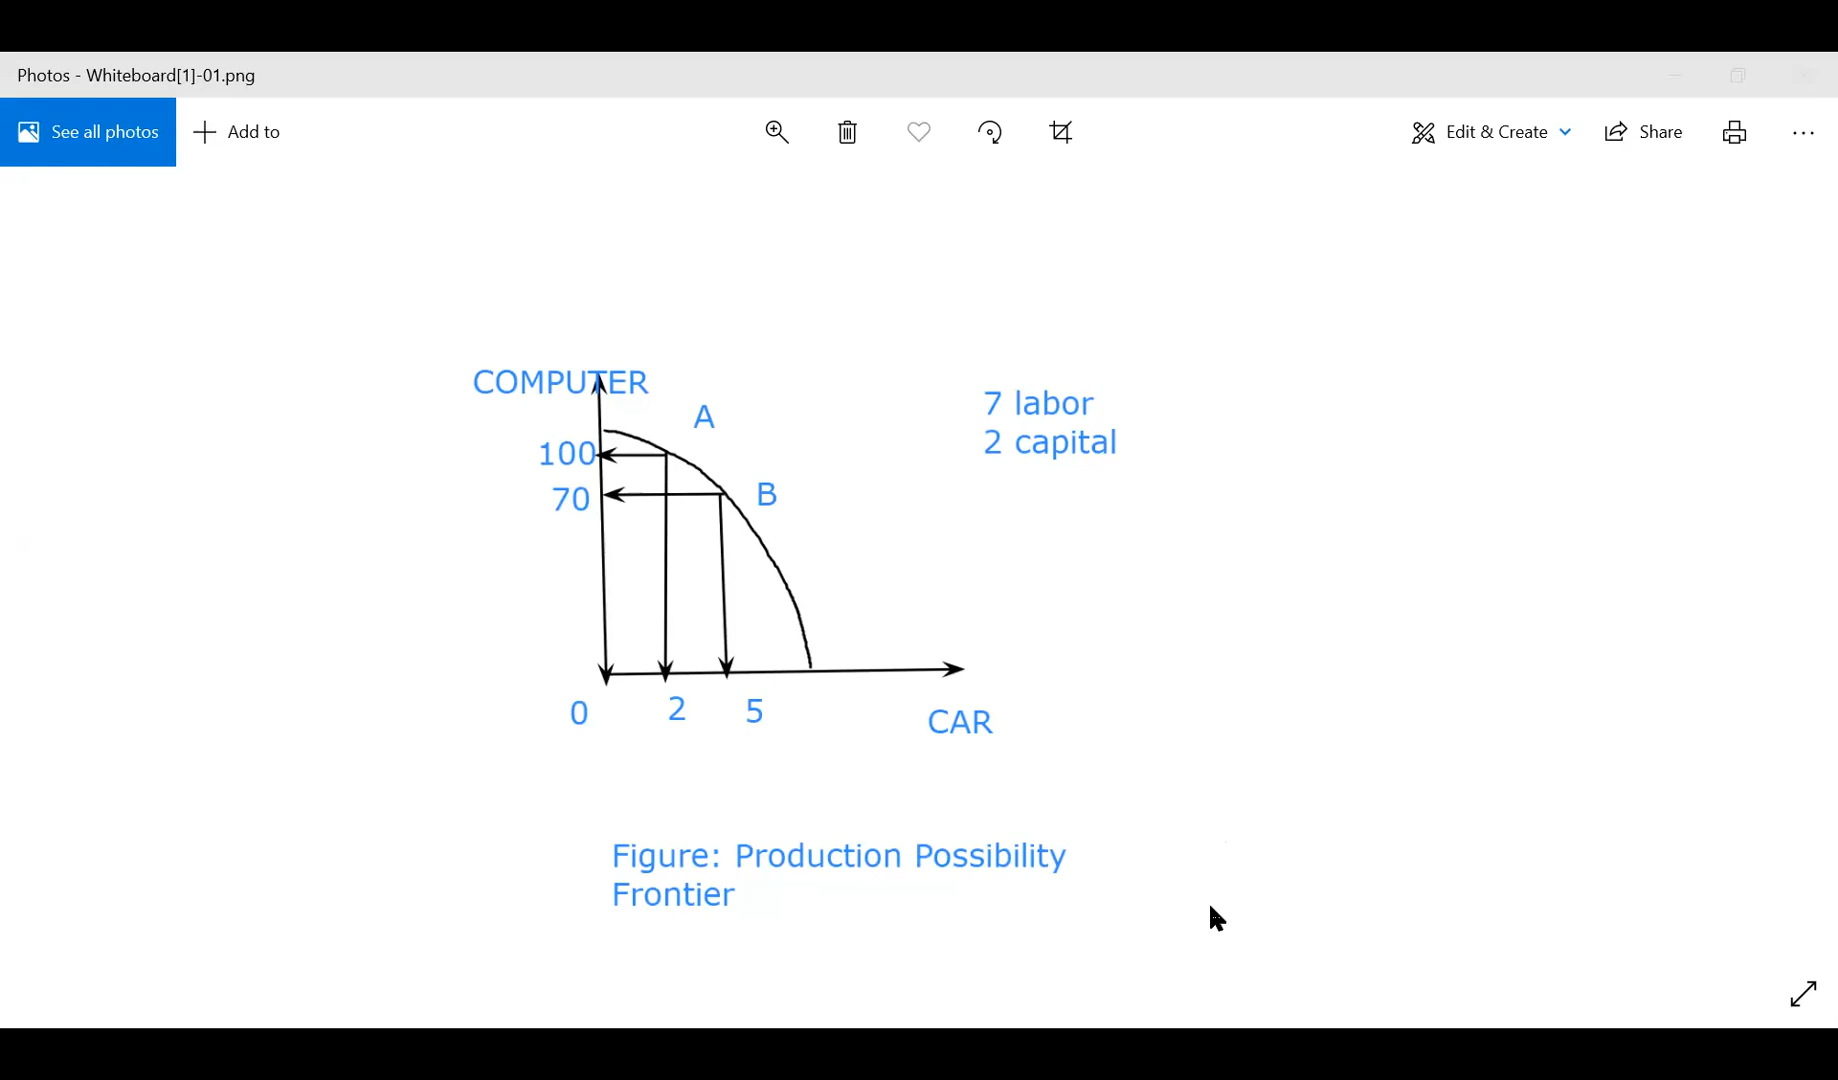 Photos - Whiteboard[1]-01.png
See all photos
Add to
Edit & Create
Share
COMPUTER
A
7 labor
100
2 capital
70
B
0
2
5
CAR
Figure: Production Possibility
Frontier